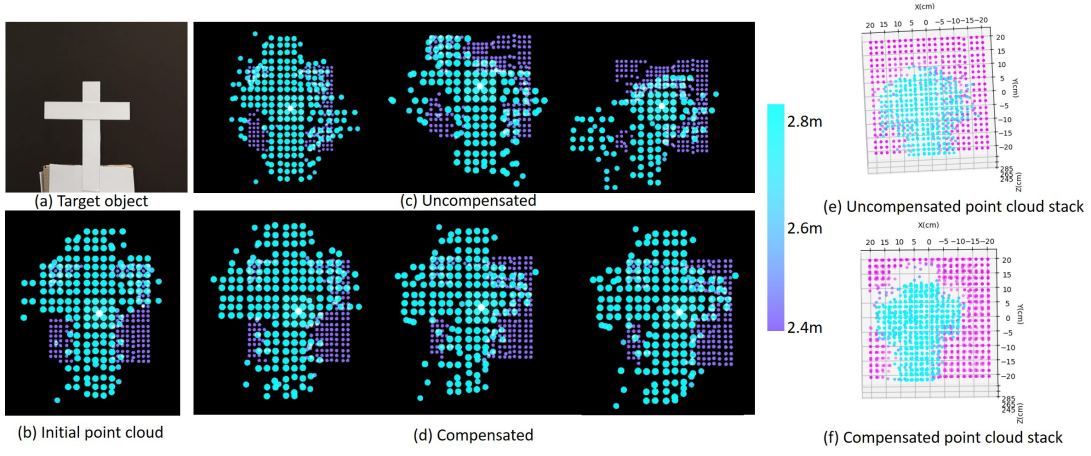 (a) Target object
(b) Initial point cloud
(c) Uncompensated
(d) Compensated
2.8m
2.6m
2.4m
X(cm)
20 15 10 5 0 −5 −10 −15 −20
20
15
10
5
0
−5
−10
−15
−20
Y(cm)
285
265
245
Z(cm)
(e) Uncompensated point cloud stack
X(cm)
20 15 10 5 0 −5 −10 −15 −20
20
15
10
5
0
−5
−10
−15
−20
Y(cm)
285
265
245
Z(cm)
(f) Compensated point cloud stack